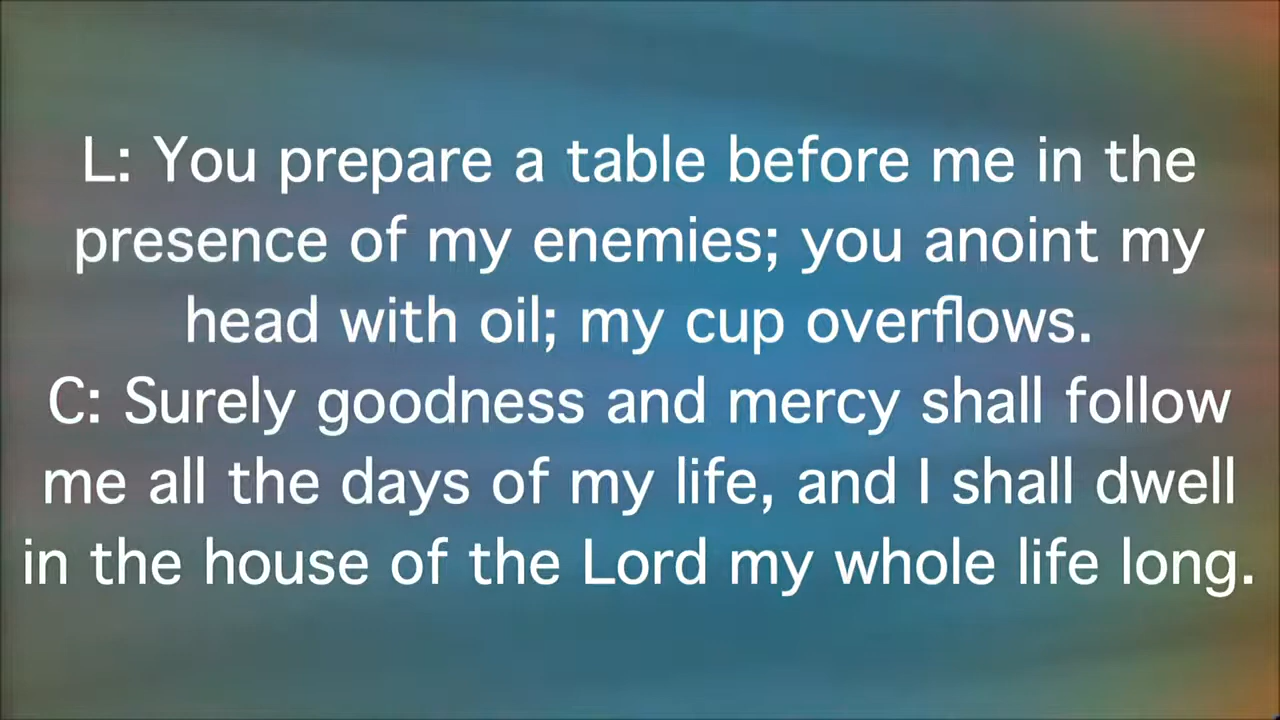 L: You prepare a table before me in the
presence of my enemies; you anoint my
head with oil; my cup overflows.
C: Surely goodness and mercy shall follow
me all the days of my life, and I shall dwell
in the house of the Lord my whole life long.